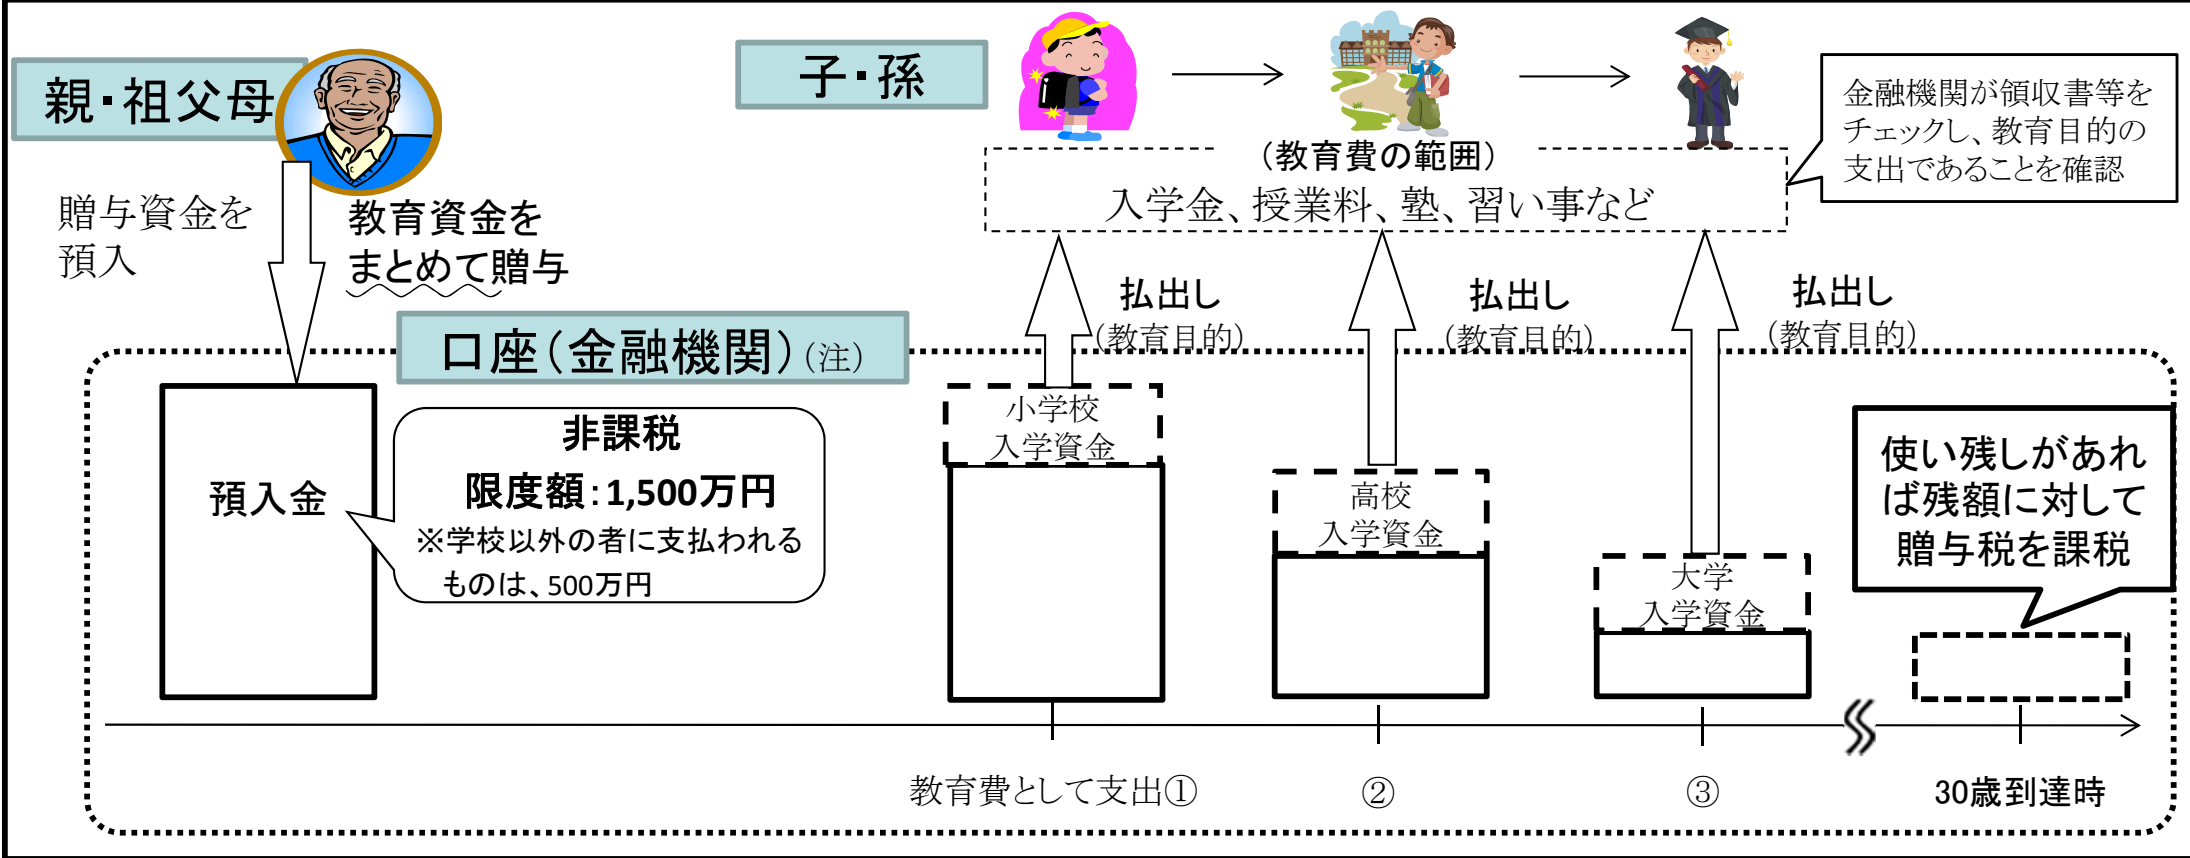 親・祖父母
贈与資金を
預入
教育資金を
まとめて贈与
子・孫
(教育費の範囲)
入学金、授業料、塾、習い事など
金融機関が領収書等を
チェックし、教育目的の
支出であることを確認
払出し
(教育目的)
払出し
(教育目的)
払出し
(教育目的)
口座(金融機関)(注)
預入金
非課税
限度額:1,500万円
※学校以外の者に支払われる
ものは、500万円
小学校
入学資金
高校
入学資金
大学
入学資金
使い残しがあれ
ば残額に対して
贈与税を課税
教育費として支出①
②
③
30歳到達時